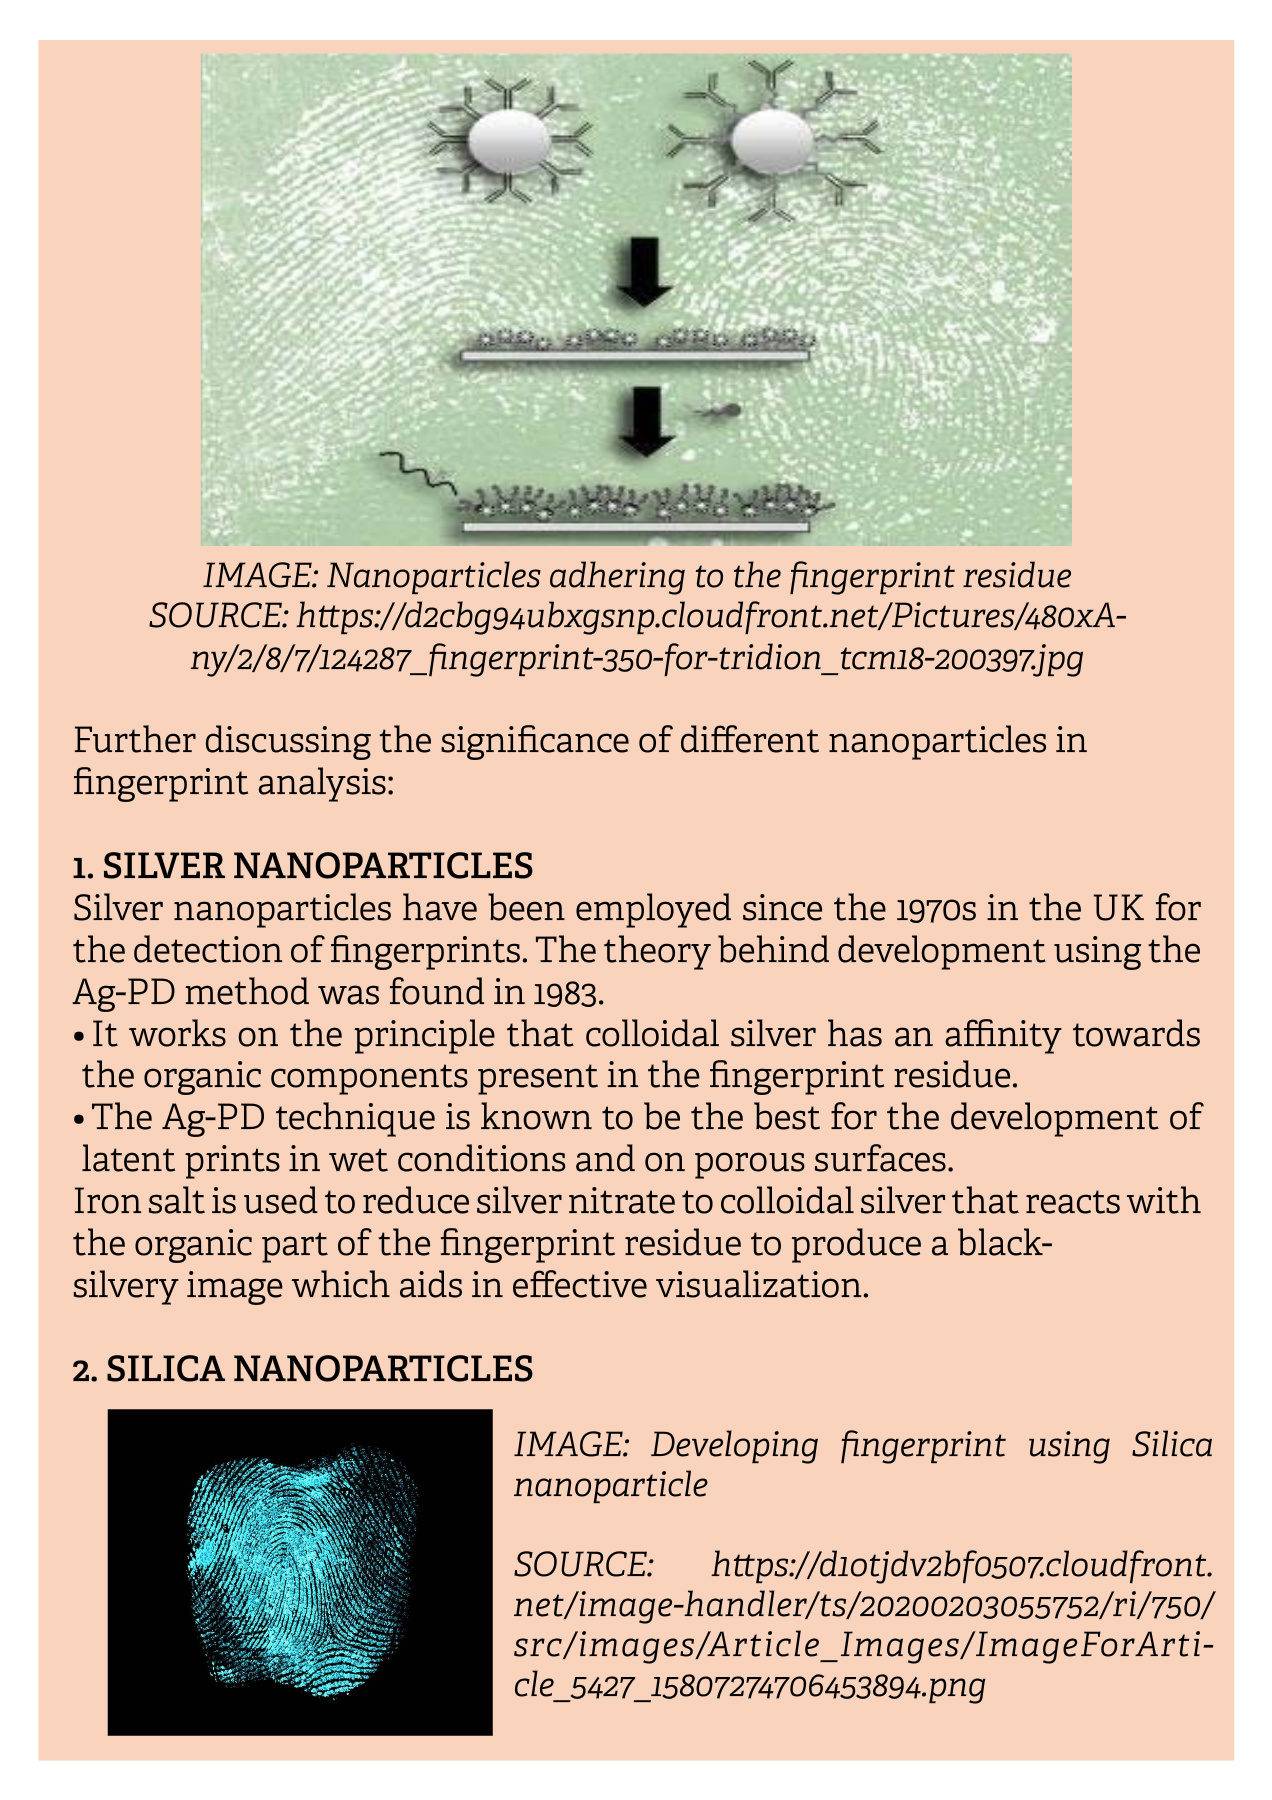 IMAGE: Nanoparticles adhering to the fingerprint residue
SOURCE: https://d2cbg94ubxgsnp.cloudfront.net/Pictures/480xA-
ny/2/8/7/124287_fingerprint-350-for-tridion_tcm18-200397.jpg
Further discussing the significance of different nanoparticles in
fingerprint analysis:
1. SILVER NANOPARTICLES
Silver nanoparticles have been employed since the 1970s in the UK for
the detection of fingerprints. The theory behind development using the
Ag-PD method was found in 1983.
• It works on the principle that colloidal silver has an affinity towards
the organic components present in the fingerprint residue.
• The Ag-PD technique is known to be the best for the development of
latent prints in wet conditions and on porous surfaces.
Iron salt is used to reduce silver nitrate to colloidal silver that reacts with
the organic part of the fingerprint residue to produce a black-
silvery image which aids in effective visualization.
2. SILICA NANOPARTICLES
IMAGE: Developing fingerprint using Silica
nanoparticle
SOURCE: https://d1otjdv2bf0507.cloudfront.
net/image-handler/ts/20200203055752/ri/750/
src/images/Article_Images/ImageForArti-
cle_5427_15807274706453894.png